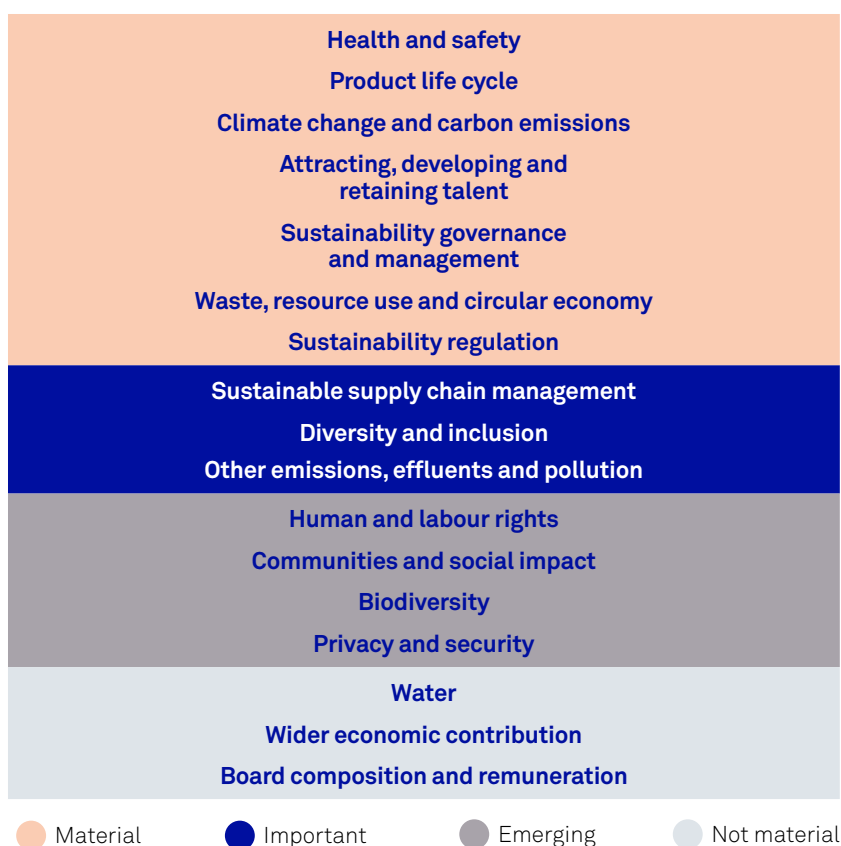 Health and safety
Product life cycle
Climate change and carbon emissions
Attracting, developing and
retaining talent
Sustainability governance
and management
Waste, resource use and circular economy
Sustainability regulation
Sustainable supply chain management
Diversity and inclusion
Other emissions, effluents and pollution
Human and labour rights
Communities and social impact
Biodiversity
Privacy and security
Water
Wider economic contribution
Board composition and remuneration
Material Important Emerging Not material